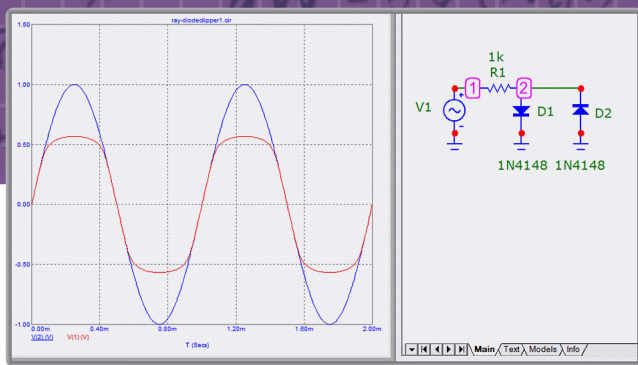 ray-diodeclipper1.cir
1.50
1.00
0.50
0.00
-0.50
-1.00
0.00m 0.40m 0.80m 1.20m 1.60m 2.00m
V(2) (V) V(1) (V)
T (Secs)
1k
R1
1 2
V1
+
-
D1 D2
1N4148 1N4148
Main Text Models Info